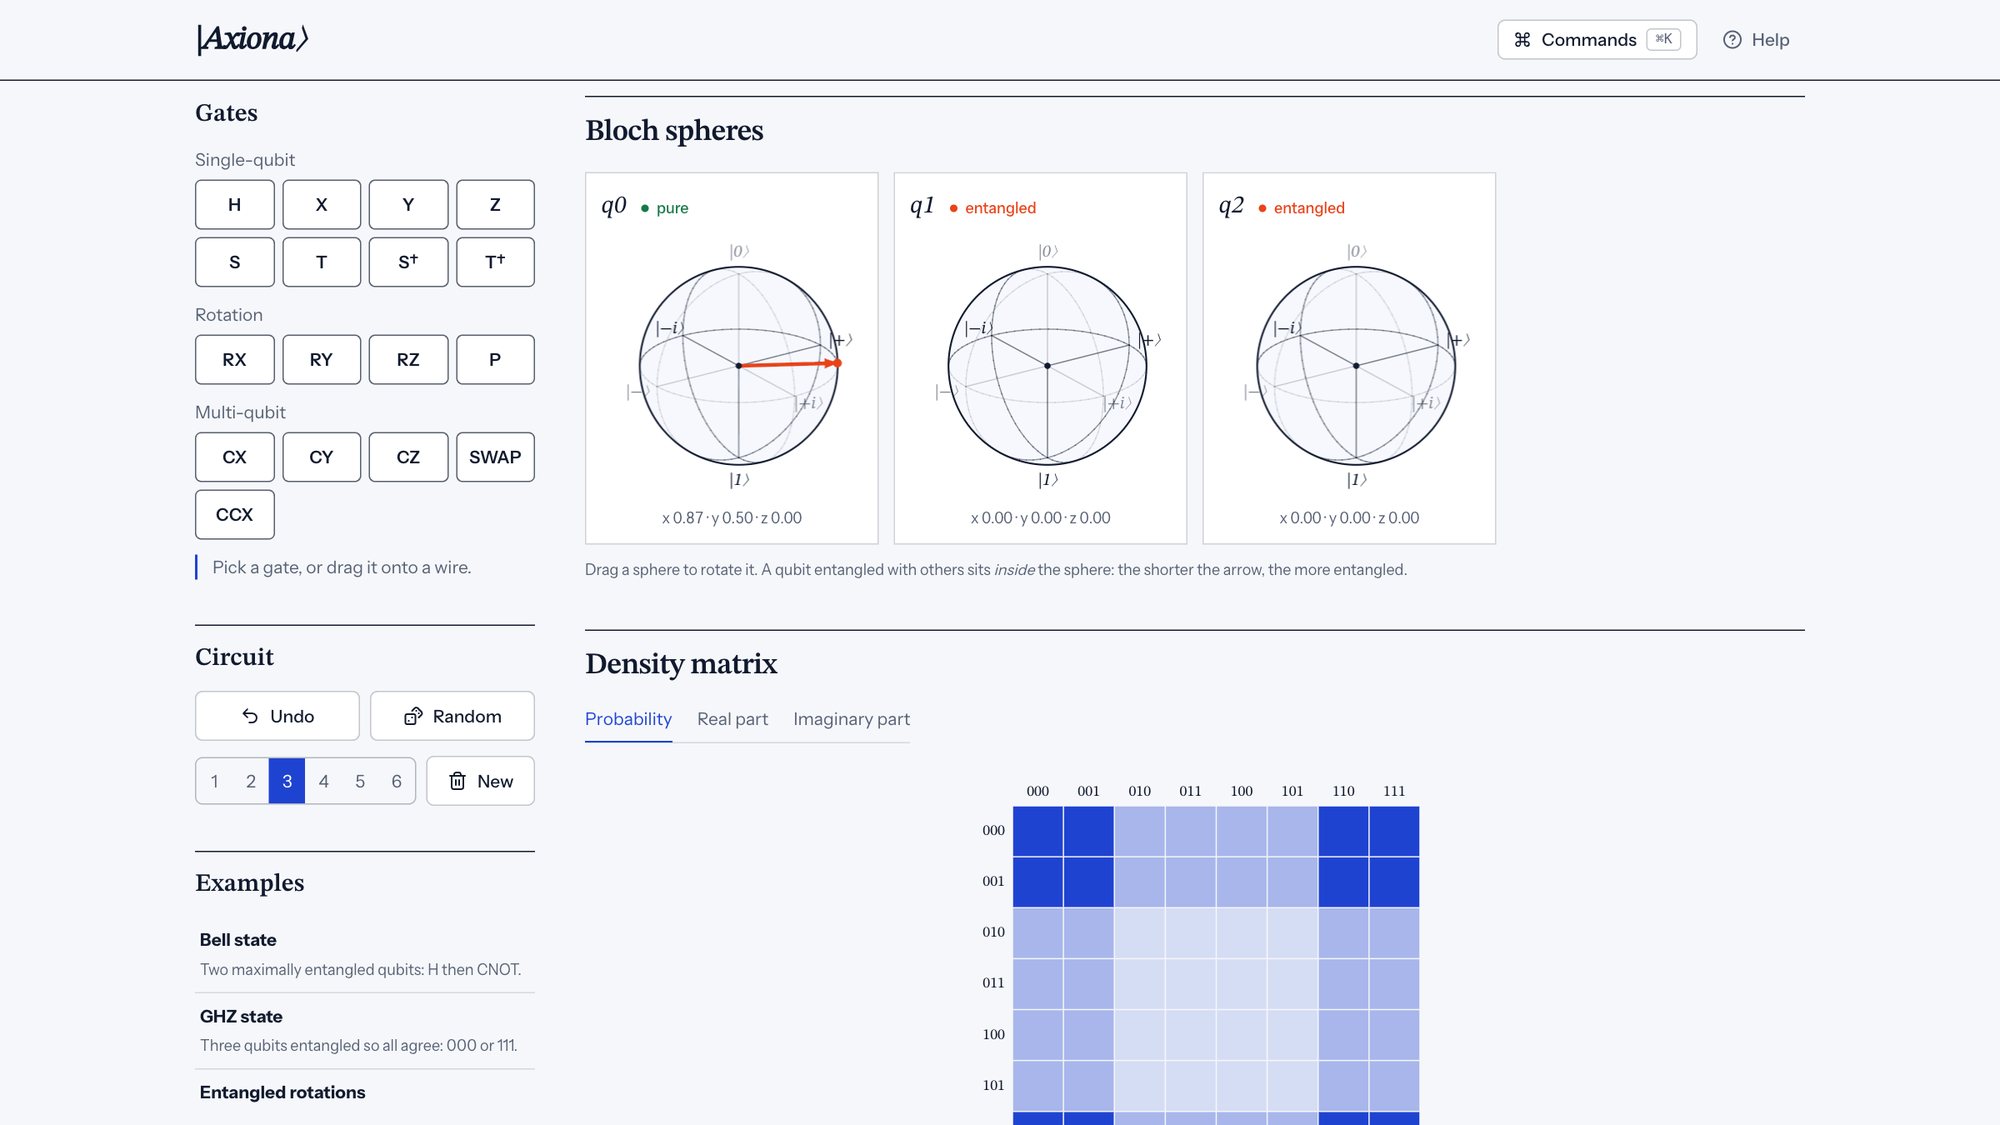 |Axiona⟩
⌘ Commands ⌘K
Help
Gates
Single-qubit
H X Y Z
S T S† T†
Rotation
RX RY RZ P
Multi-qubit
CX CY CZ SWAP
CCX
Pick a gate, or drag it onto a wire.
Circuit
Undo Random
1 2 3 4 5 6 New
Examples
Bell state
Two maximally entangled qubits: H then CNOT.
GHZ state
Three qubits entangled so all agree: 000 or 111.
Entangled rotations
Bloch spheres
q0 pure
|0⟩
|−i⟩
|+⟩
|−⟩
|+i⟩
|1⟩
x 0.87 · y 0.50 · z 0.00
q1 entangled
|0⟩
|−i⟩
|+⟩
|−⟩
|+i⟩
|1⟩
x 0.00 · y 0.00 · z 0.00
q2 entangled
|0⟩
|−i⟩
|+⟩
|−⟩
|+i⟩
|1⟩
x 0.00 · y 0.00 · z 0.00
Drag a sphere to rotate it. A qubit entangled with others sits inside the sphere: the shorter the arrow, the more entangled.
Density matrix
Probability Real part Imaginary part
000 001 010 011 100 101 110 111
000
001
010
011
100
101